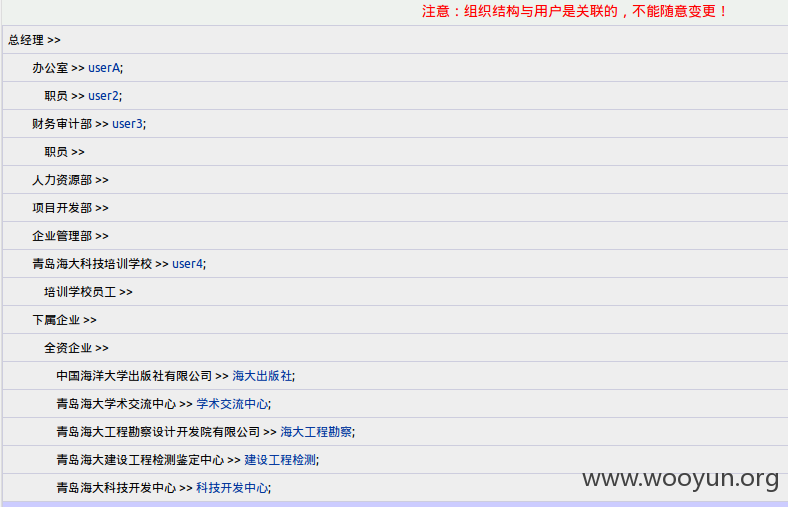 注意：组织结构与用户是关联的，不能随意变更！
总经理 >>
办公室 >> userA;
职员 >> user2;
财务审计部 >> user3;
职员 >>
人力资源部 >>
项目开发部 >>
企业管理部 >>
青岛海大科技培训学校 >> user4;
培训学校员工 >>
下属企业 >>
全资企业 >>
中国海洋大学出版社有限公司 >> 海大出版社;
青岛海大学术交流中心 >> 学术交流中心;
青岛海大工程勘察设计开发院有限公司 >> 海大工程勘察;
青岛海大建设工程检测鉴定中心 >> 建设工程检测;
青岛海大科技开发中心 >> 科技开发中心;
www.wooyun.org